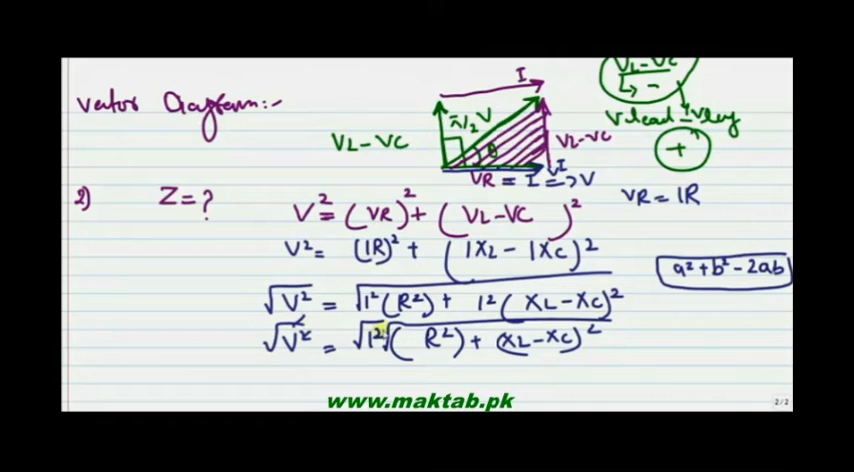 I
VL-VC
↳ -
Vector Diagram:-
π/2 V
Vlead - Vlag
VL-VC
θ
VL-VC
+
VR = I => V
I
2) Z=?
VR = IR
V² = (VR)² + (VL-VC)²
V² = (IR)² + (IXL - IXC)²
a² + b² - 2ab
√V² = √I²(R²) + I²(XL-XC)²
√V² = √I²√(R²) + (XL-XC)²
www.maktab.pk
2/2